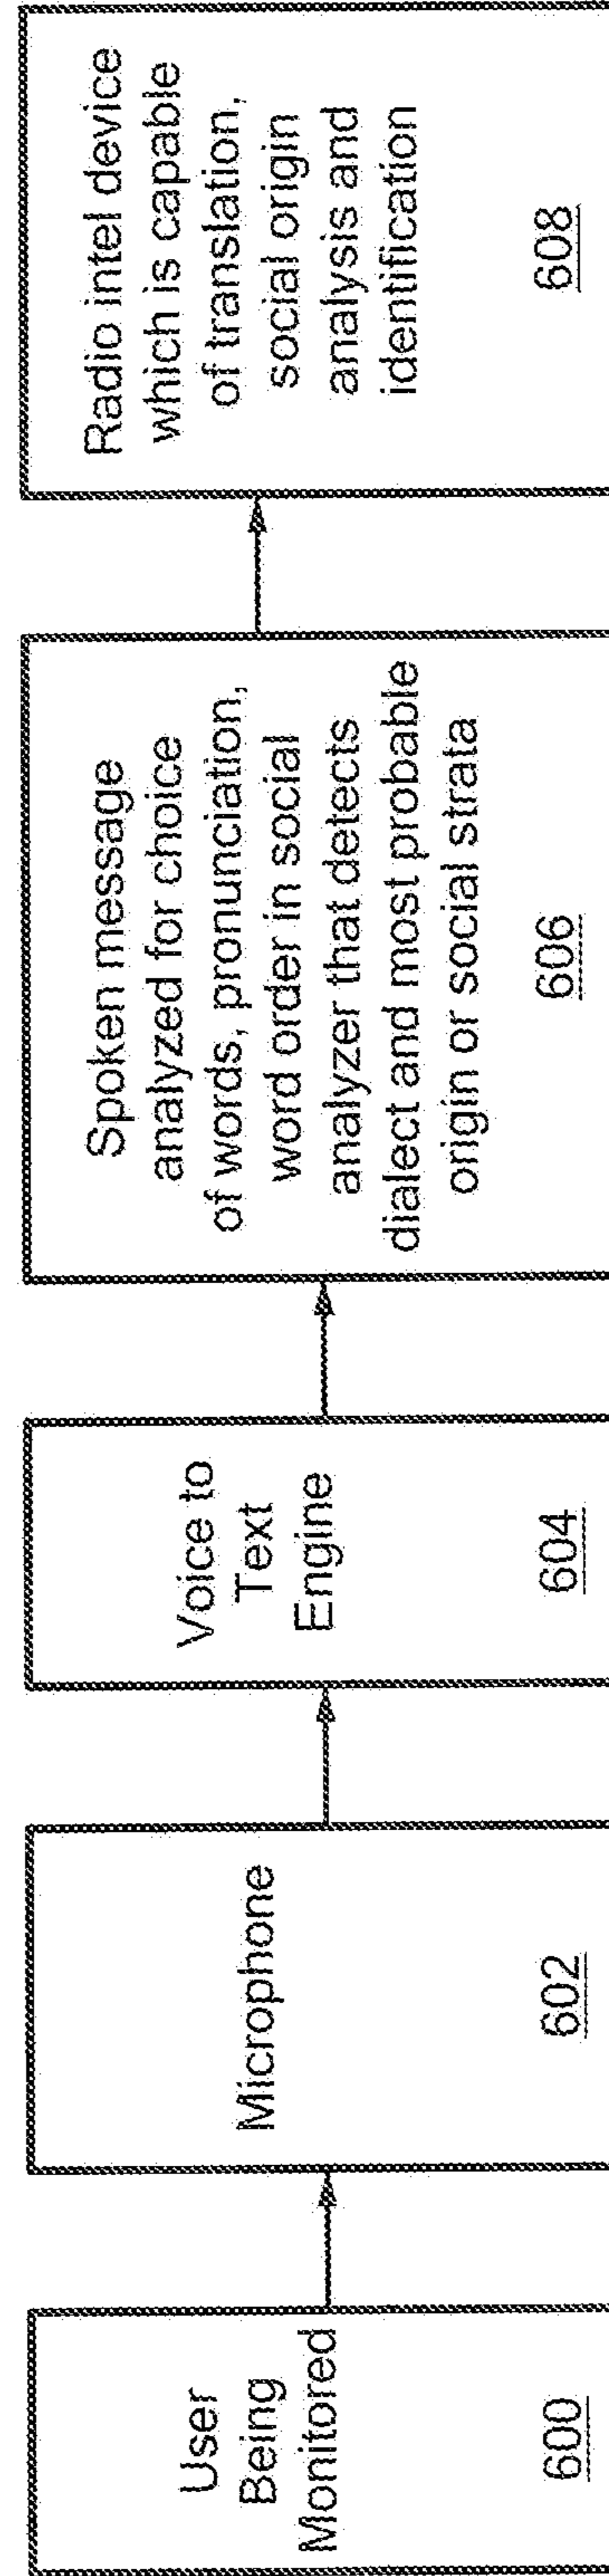 User
Being
Monitored
600
Microphone
602
Voice to
Text
Engine
604
Spoken message
analyzed for choice
of words, pronunciation,
word order in social
analyzer that detects
dialect and most probable
origin or social strata
606
Radio intel device
which is capable
of translation,
social origin
analysis and
identification
608